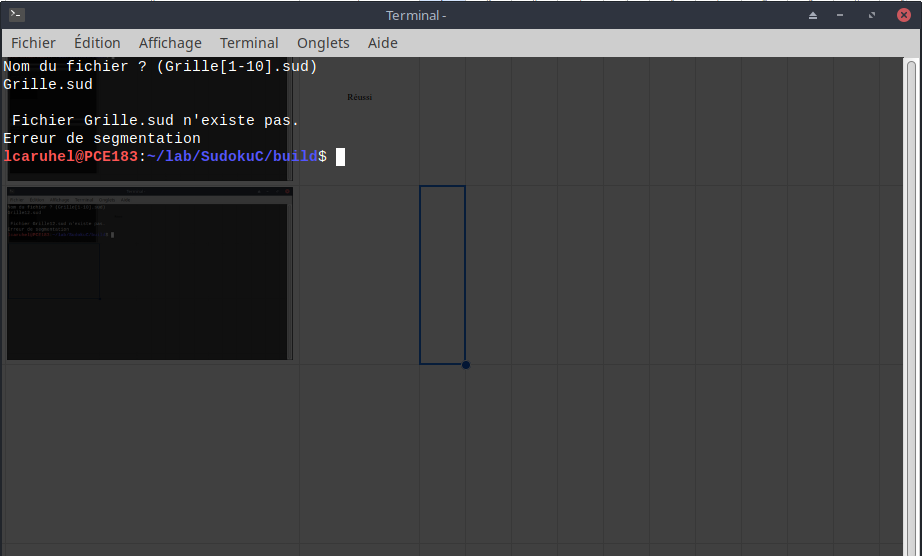 Terminal -
Fichier Édition Affichage Terminal Onglets Aide
Nom du fichier ? (Grille[1-10].sud)
Grille.sud
Réussi
Fichier Grille.sud n'existe pas.
Erreur de segmentation
lcaruhel@PCE183:~/lab/SudokuC/build$